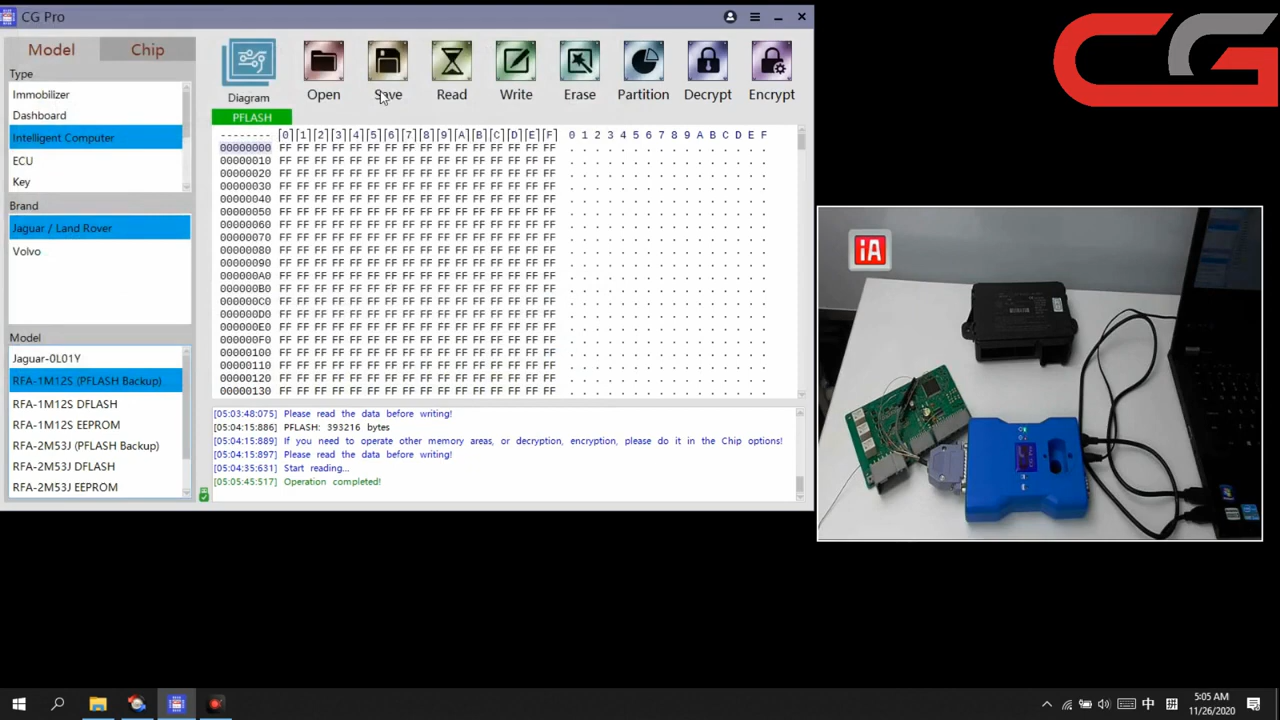 CG Pro
Model Chip
Type
Immobilizer
Dashboard
Intelligent Computer
ECU
Key
Brand
Jaguar / Land Rover
Volvo
Model
Jaguar-0L01Y
RFA-1M12S (PFLASH Backup)
RFA-1M12S DFLASH
RFA-1M12S EEPROM
RFA-2M53J (PFLASH Backup)
RFA-2M53J DFLASH
RFA-2M53J EEPROM
Diagram Open Save Read Write Erase Partition Decrypt Encrypt
PFLASH
-------- [0][1][2][3][4][5][6][7][8][9][A][B][C][D][E][F] 0 1 2 3 4 5 6 7 8 9 A B C D E F
00000000 FF FF FF FF FF FF FF FF FF FF FF FF FF FF FF FF . . . . . . . . . . . . . . . .
00000010 FF FF FF FF FF FF FF FF FF FF FF FF FF FF FF FF . . . . . . . . . . . . . . . .
00000020 FF FF FF FF FF FF FF FF FF FF FF FF FF FF FF FF . . . . . . . . . . . . . . . .
00000030 FF FF FF FF FF FF FF FF FF FF FF FF FF FF FF FF . . . . . . . . . . . . . . . .
00000040 FF FF FF FF FF FF FF FF FF FF FF FF FF FF FF FF . . . . . . . . . . . . . . . .
00000050 FF FF FF FF FF FF FF FF FF FF FF FF FF FF FF FF . . . . . . . . . . . . . . . .
00000060 FF FF FF FF FF FF FF FF FF FF FF FF FF FF FF FF . . . . . . . . . . . . . . . .
00000070 FF FF FF FF FF FF FF FF FF FF FF FF FF FF FF FF . . . . . . . . . . . . . . . .
00000080 FF FF FF FF FF FF FF FF FF FF FF FF FF FF FF FF . . . . . . . . . . . . . . . .
00000090 FF FF FF FF FF FF FF FF FF FF FF FF FF FF FF FF . . . . . . . . . . . . . . . .
000000A0 FF FF FF FF FF FF FF FF FF FF FF FF FF FF FF FF . . . . . . . . . . . . . . . .
000000B0 FF FF FF FF FF FF FF FF FF FF FF FF FF FF FF FF . . . . . . . . . . . . . . . .
000000C0 FF FF FF FF FF FF FF FF FF FF FF FF FF FF FF FF . . . . . . . . . . . . . . . .
000000D0 FF FF FF FF FF FF FF FF FF FF FF FF FF FF FF FF . . . . . . . . . . . . . . . .
000000E0 FF FF FF FF FF FF FF FF FF FF FF FF FF FF FF FF . . . . . . . . . . . . . . . .
000000F0 FF FF FF FF FF FF FF FF FF FF FF FF FF FF FF FF . . . . . . . . . . . . . . . .
00000100 FF FF FF FF FF FF FF FF FF FF FF FF FF FF FF FF . . . . . . . . . . . . . . . .
00000110 FF FF FF FF FF FF FF FF FF FF FF FF FF FF FF FF . . . . . . . . . . . . . . . .
00000120 FF FF FF FF FF FF FF FF FF FF FF FF FF FF FF FF . . . . . . . . . . . . . . . .
00000130 FF FF FF FF FF FF FF FF FF FF FF FF FF FF FF FF . . . . . . . . . . . . . . . .
[05:03:48:075] Please read the data before writing!
[05:04:15:886] PFLASH: 393216 bytes
[05:04:15:889] If you need to operate other memory areas, or decryption, encryption, please do it in the Chip options!
[05:04:15:897] Please read the data before writing!
[05:04:35:631] Start reading...
[05:05:45:517] Operation completed!
CG
iA
中
拼
5:05 AM
11/26/2020